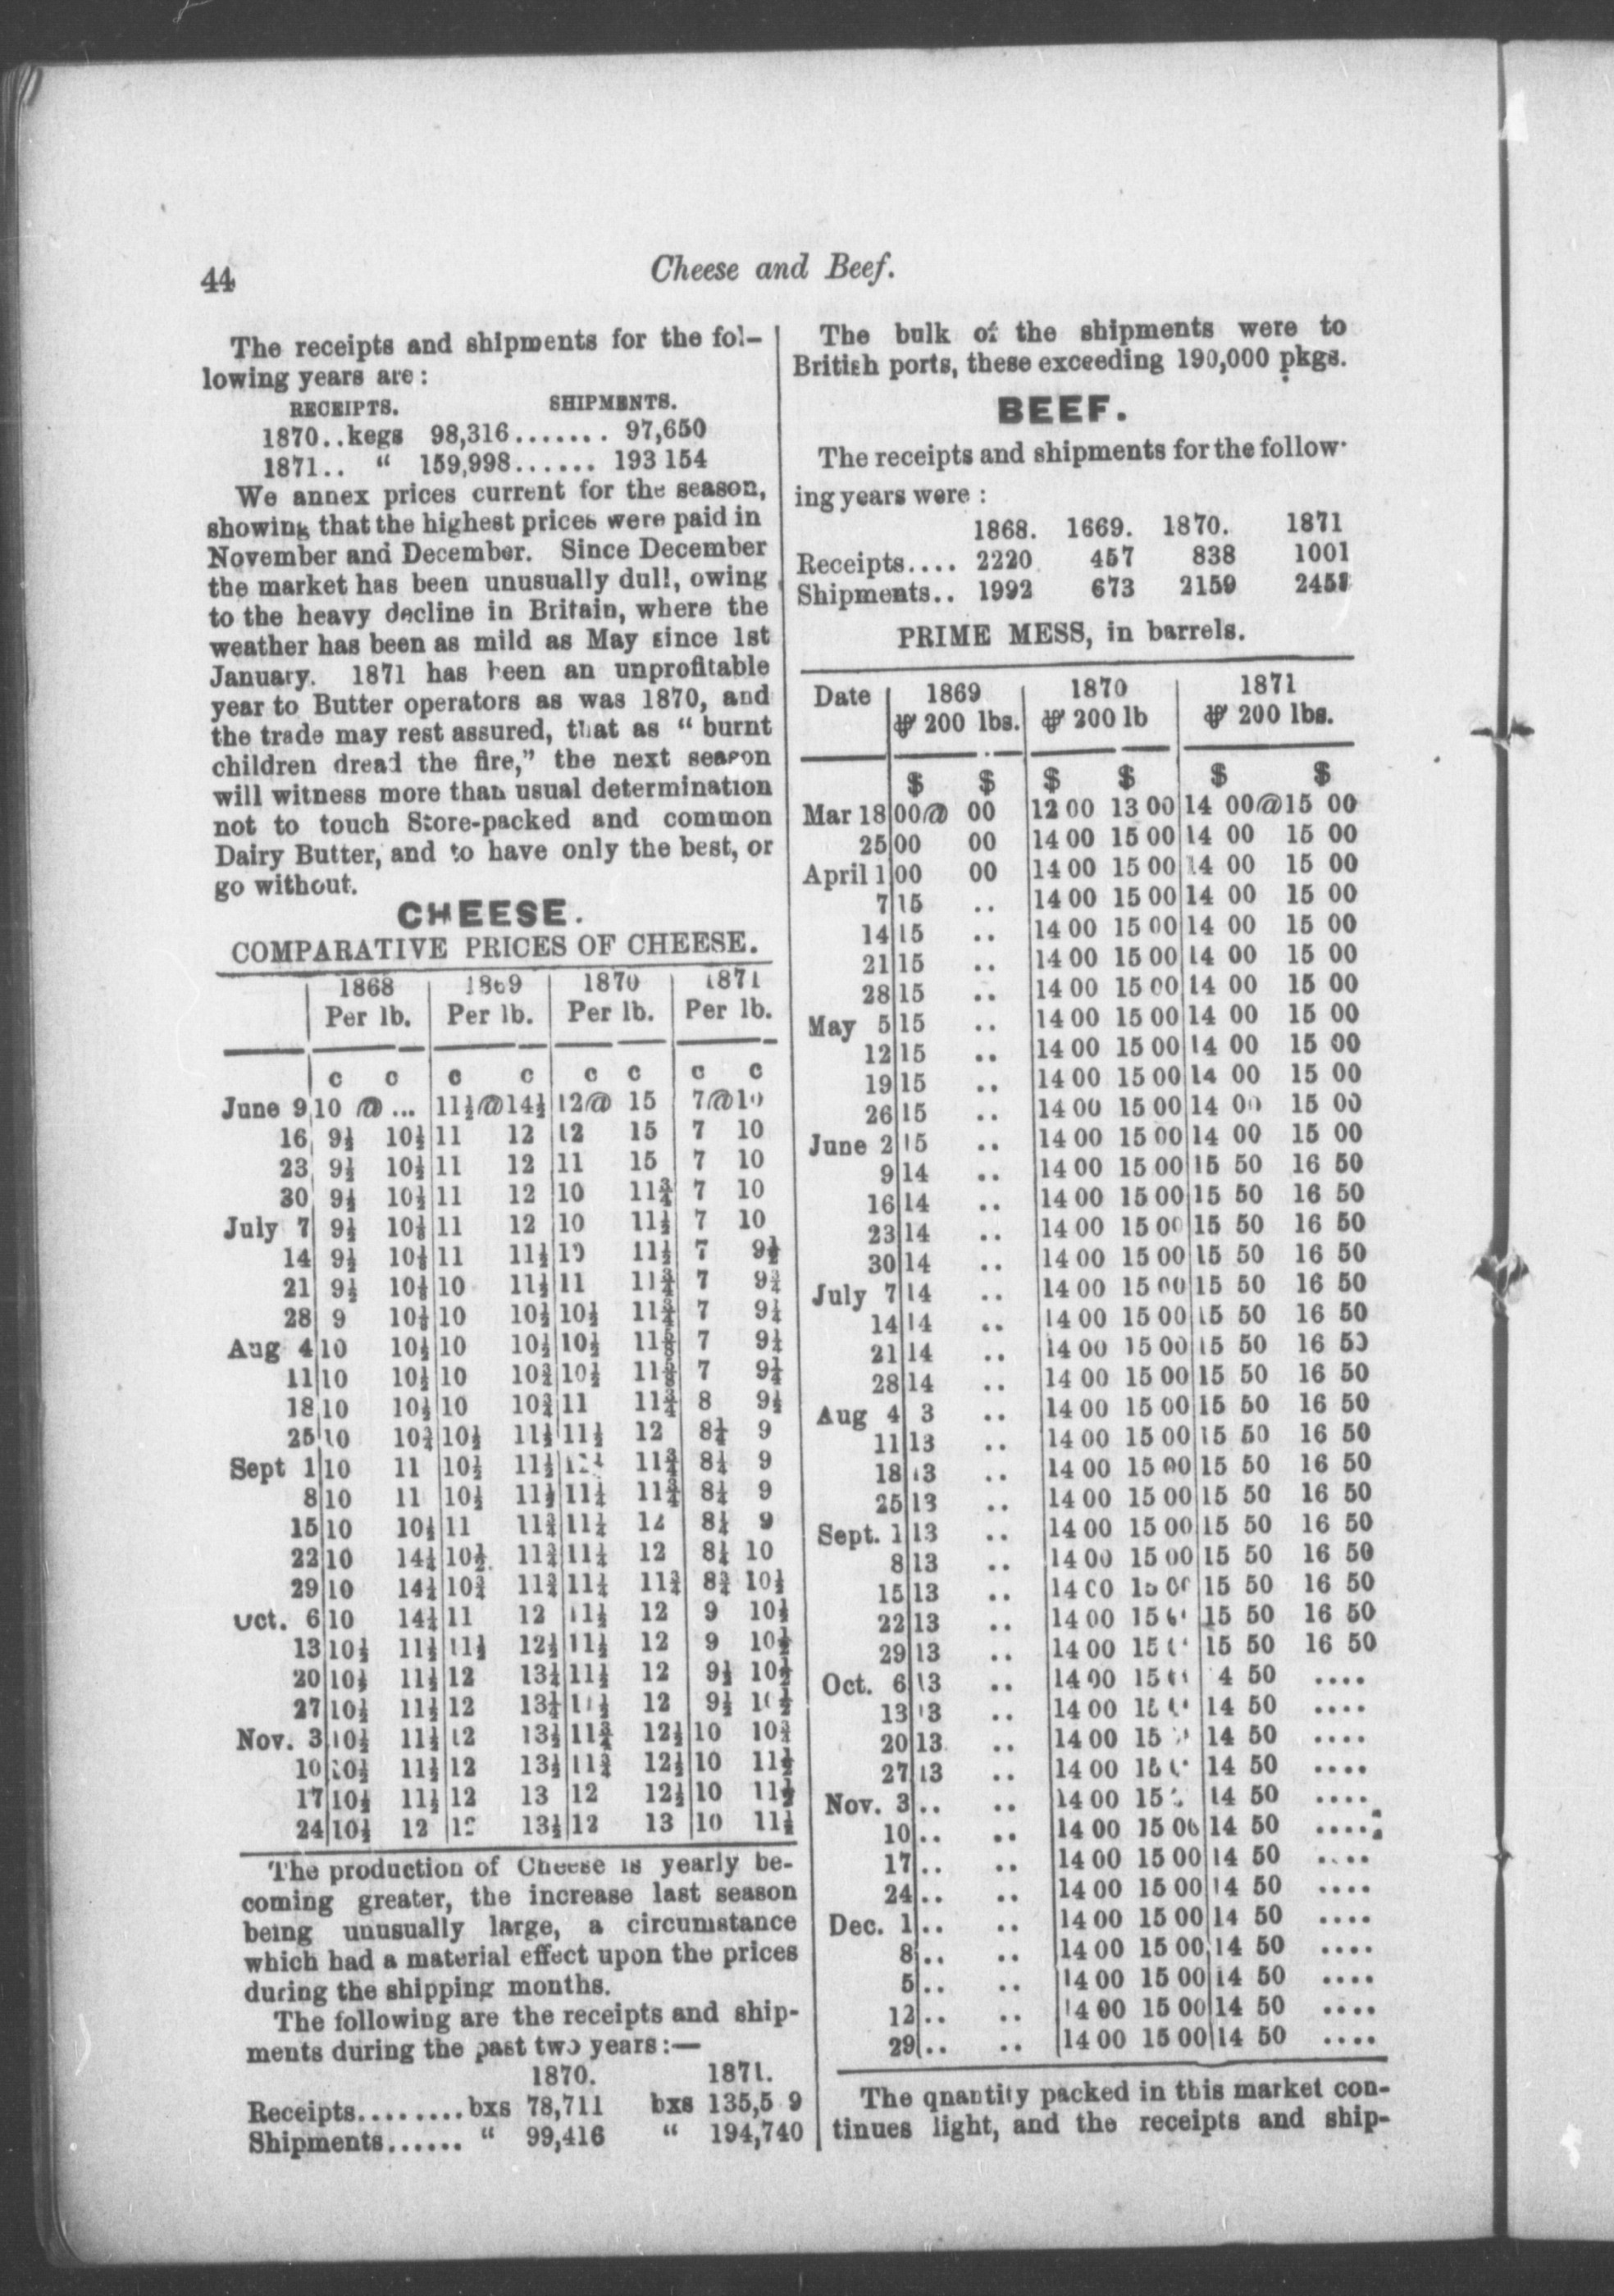 44
Cheese and Beef.
The receipts and shipments for the fol-
lowing years are:
RECEIPTS. SHIPMENTS.
1870..kegs 98,316....... 97,650
1871.. " 159,998...... 193 154
We annex prices current for the season,
showing that the highest prices were paid in
November and December. Since December
the market has been unusually dull, owing
to the heavy decline in Britain, where the
weather has been as mild as May since 1st
January. 1871 has been an unprofitable
year to Butter operators as was 1870, and
the trade may rest assured, that as "burnt
children dread the fire," the next season
will witness more than usual determination
not to touch Store-packed and common
Dairy Butter, and to have only the best, or
go without.
CHEESE.
COMPARATIVE PRICES OF CHEESE.
1868 1869 1870 1871
Per lb. Per lb. Per lb. Per lb.
c c c c c c c c
June 9 10 @ ... 11½@14½ 12@ 15 7@10
16 9½ 10½ 11 12 12 15 7 10
23 9½ 10½ 11 12 11 15 7 10
30 9½ 10½ 11 12 10 11¾ 7 10
July 7 9½ 10½ 11 12 10 11½ 7 10
14 9½ 10½ 11 11½ 10 11½ 7 9½
21 9½ 10½ 10 11½ 11 11¾ 7 9¾
28 9 10½ 10 10½ 10½ 11¾ 7 9¼
Aug 4 10 10½ 10 10½ 10½ 11⅝ 7 9¼
11 10 10½ 10 10¾ 10½ 11⅝ 7 9¼
18 10 10½ 10 10¾ 11 11¾ 8 9½
25 10 10¾ 10½ 11½ 11½ 12 8¼ 9
Sept 1 10 11 10½ 11½ 11¾ 8¼ 9
8 10 11 10½ 11½ 11¼ 11¾ 8¼ 9
15 10 10½ 11 11¾ 11¼ 12 8¼ 9
22 10 14¼ 10½ 11¾ 11¼ 12 8¼ 10
29 10 14¼ 10¾ 11¾ 11¼ 11¾ 8¾ 10½
Oct. 6 10 14¼ 11 12 11½ 12 9 10½
13 10½ 11½ 11½ 12½ 11½ 12 9 10½
20 10½ 11½ 12 13¼ 11½ 12 9½ 10½
27 10½ 11½ 12 13¼ 11½ 12 9½ 10½
Nov. 3 10½ 11½ 12 13½ 11¾ 12½ 10 10¾
10 10½ 11½ 12 13½ 11¾ 12½ 10 11½
17 10½ 11½ 12 13 12 12½ 10 11½
24 10½ 12 12 13½ 12 13 10 11½
The production of Cheese is yearly be-
coming greater, the increase last season
being unusually large, a circumstance
which had a material effect upon the prices
during the shipping months.
The following are the receipts and ship-
ments during the past two years:—
1870. 1871.
Receipts........bxs 78,711 bxs 135,5 9
Shipments...... " 99,416 " 194,740
The bulk of the shipments were to
British ports, these exceeding 190,000 pkgs.
BEEF.
The receipts and shipments for the follow-
ing years were:
1868. 1669. 1870. 1871
Receipts.... 2220 457 838 1001
Shipments.. 1992 673 2159
PRIME MESS, in barrels.
Date 1869 1870 1871
⅌ 200 lbs. ⅌ 200 lb ⅌ 200 lbs.
$ $ $ $ $ $
Mar 18 00@ 00 12 00 13 00 14 00@15 00
25 00 00 14 00 15 00 14 00 15 00
April 1 00 00 14 00 15 00 14 00 15 00
7 15 .. 14 00 15 00 14 00 15 00
14 15 .. 14 00 15 00 14 00 15 00
21 15 .. 14 00 15 00 14 00 15 00
28 15 .. 14 00 15 00 14 00 15 00
May 5 15 .. 14 00 15 00 14 00 15 00
12 15 .. 14 00 15 00 14 00 15 00
19 15 .. 14 00 15 00 14 00 15 00
26 15 .. 14 00 15 00 14 00 15 00
June 2 15 .. 14 00 15 00 14 00 15 00
9 14 .. 14 00 15 00 15 50 16 50
16 14 .. 14 00 15 00 15 50 16 50
23 14 .. 14 00 15 00 15 50 16 50
30 14 .. 14 00 15 00 15 50 16 50
July 7 14 .. 14 00 15 00 15 50 16 50
14 14 .. 14 00 15 00 15 50 16 50
21 14 .. 14 00 15 00 15 50 16 50
28 14 .. 14 00 15 00 15 50 16 50
Aug 4 3 .. 14 00 15 00 15 50 16 50
11 13 .. 14 00 15 00 15 50 16 50
18 13 .. 14 00 15 00 15 50 16 50
25 13 .. 14 00 15 00 15 50 16 50
Sept. 1 13 .. 14 00 15 00 15 50 16 50
8 13 .. 14 00 15 00 15 50 16 50
15 13 .. 14 00 15 00 15 50 16 50
22 13 .. 14 00 15 15 50 16 50
29 13 .. 14 00 15 15 50 16 50
Oct. 6 13 .. 14 00 15 4 50 ....
13 13 .. 14 00 15 14 50 ....
20 13 .. 14 00 15 14 50 ....
27 13 .. 14 00 15 14 50 ....
Nov. 3 .. .. 14 00 15 14 50 ....
10 .. .. 14 00 15 00 14 50 ....
17 .. .. 14 00 15 00 14 50 ....
24 .. .. 14 00 15 00 14 50 ....
Dec. 1 .. .. 14 00 15 00 14 50 ....
8 .. .. 14 00 15 00 14 50 ....
5 .. .. 14 00 15 00 14 50 ....
12 .. .. 14 00 15 00 14 50 ....
29 .. .. 14 00 15 00 14 50 ....
The qnantity packed in this market con-
tinues light, and the receipts and ship-